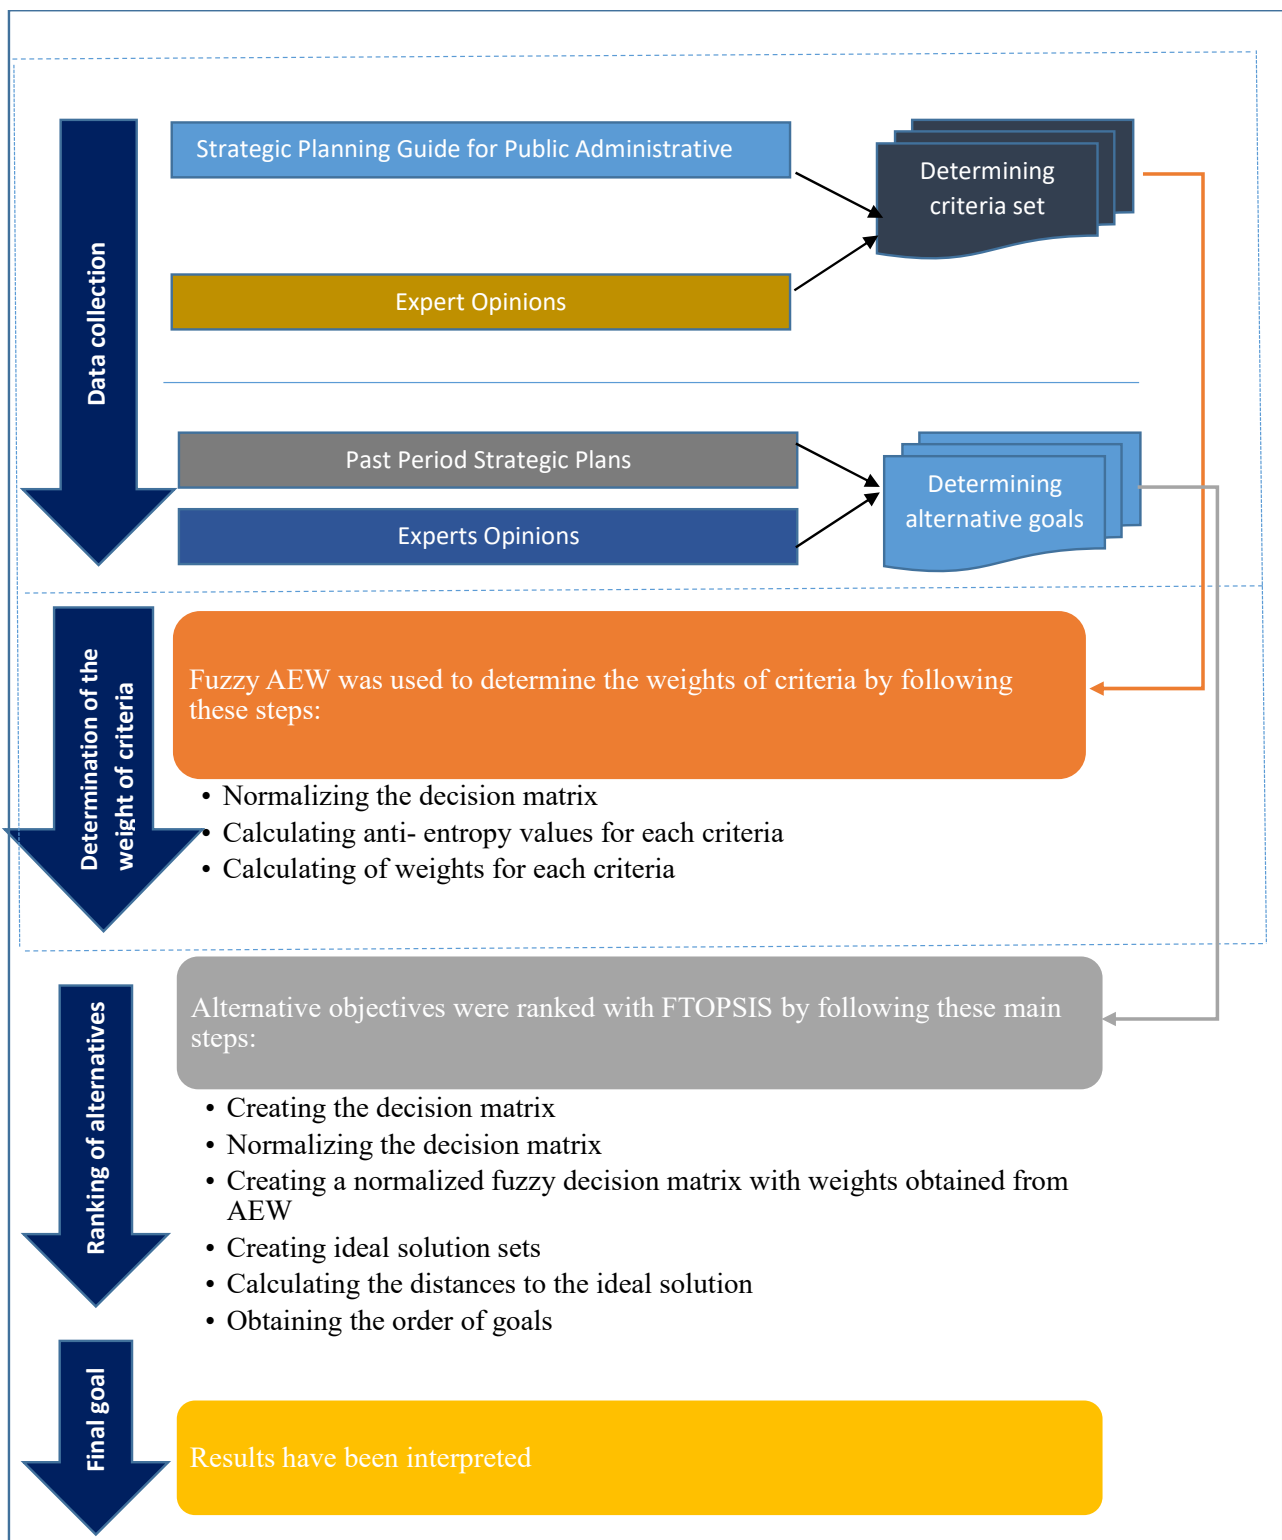 Data collection
Strategic Planning Guide for Public Administrative
Expert Opinions
Determining
criteria set
Past Period Strategic Plans
Experts Opinions
Determining
alternative goals
Determination of the
weight of criteria
Fuzzy AEW was used to determine the weights of criteria by following
these steps:
• Normalizing the decision matrix
• Calculating anti- entropy values for each criteria
• Calculating of weights for each criteria
Ranking of alternatives
Alternative objectives were ranked with FTOPSIS by following these main
steps:
• Creating the decision matrix
• Normalizing the decision matrix
• Creating a normalized fuzzy decision matrix with weights obtained from
AEW
• Creating ideal solution sets
• Calculating the distances to the ideal solution
• Obtaining the order of goals
Final goal
Results have been interpreted